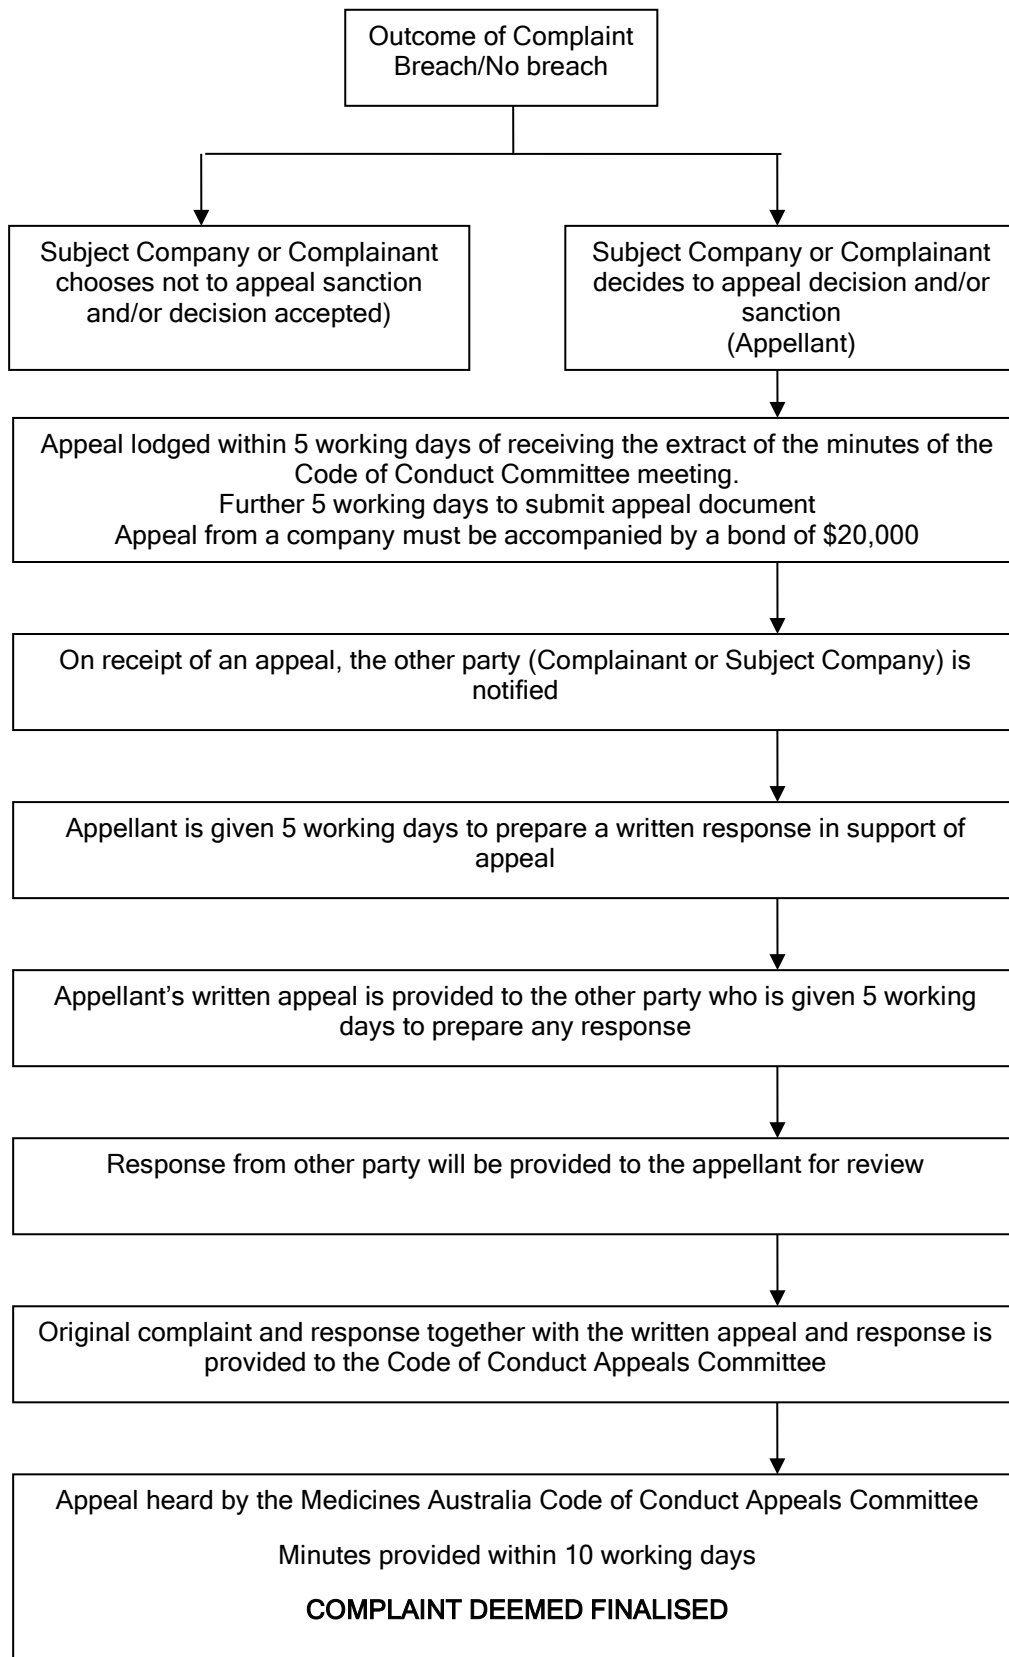 Outcome of Complaint
Breach/No breach
Subject Company or Complainant
chooses not to appeal sanction
and/or decision accepted)
Subject Company or Complainant
decides to appeal decision and/or
sanction
(Appellant)
Appeal lodged within 5 working days of receiving the extract of the minutes of the
Code of Conduct Committee meeting.
Further 5 working days to submit appeal document
Appeal from a company must be accompanied by a bond of $20,000
On receipt of an appeal, the other party (Complainant or Subject Company) is
notified
Appellant is given 5 working days to prepare a written response in support of
appeal
Appellant’s written appeal is provided to the other party who is given 5 working
days to prepare any response
Response from other party will be provided to the appellant for review
Original complaint and response together with the written appeal and response is
provided to the Code of Conduct Appeals Committee
Appeal heard by the Medicines Australia Code of Conduct Appeals Committee
Minutes provided within 10 working days
COMPLAINT DEEMED FINALISED